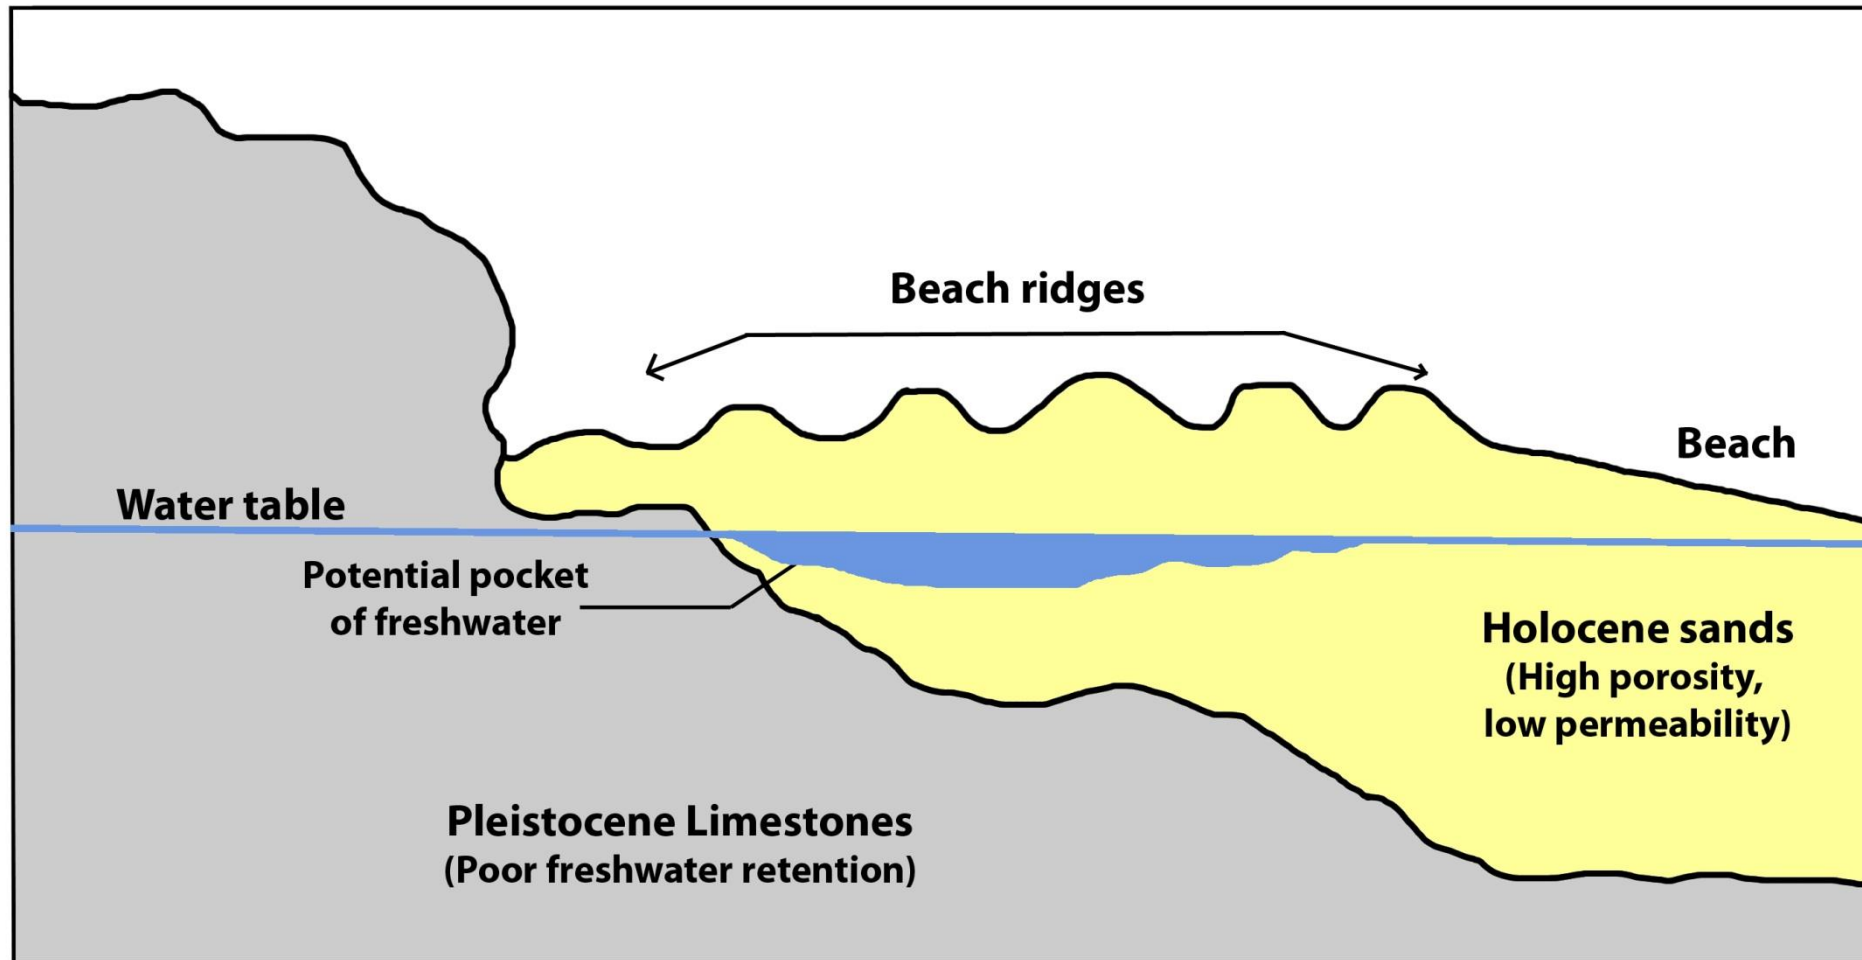 Beach ridges
Beach
Water table
Potential pocket
of freshwater
Holocene sands
(High porosity,
low permeability)
Pleistocene Limestones
(Poor freshwater retention)